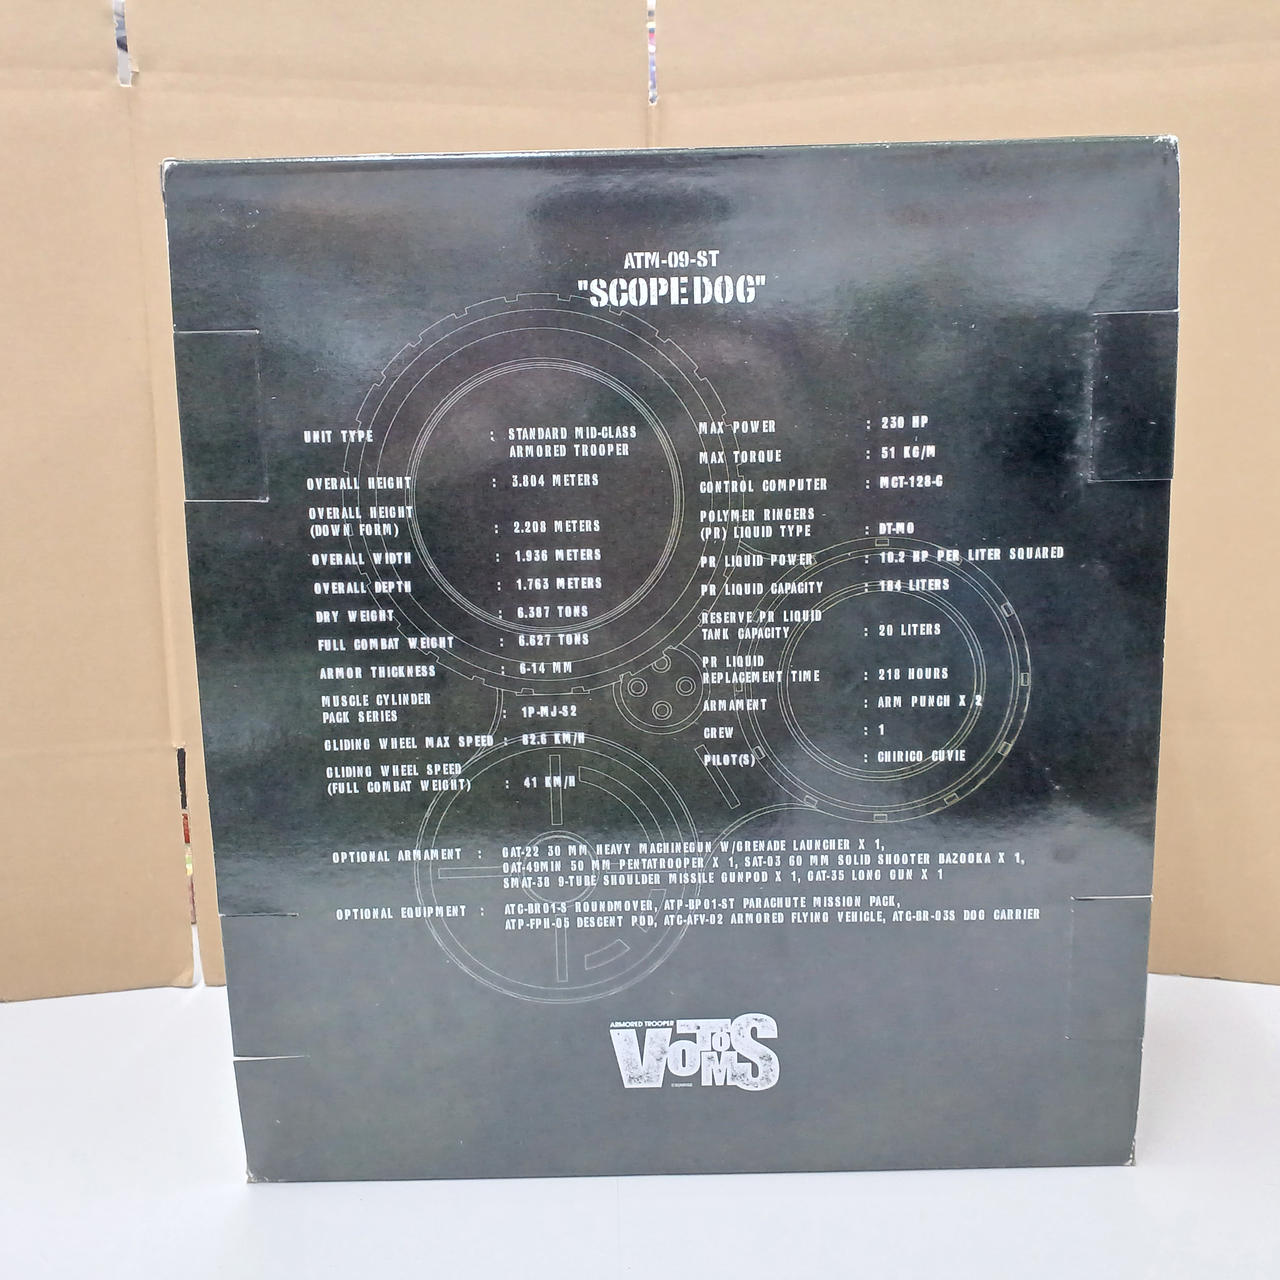 ATM-09-ST
"SCOPEDOG"
UNIT TYPE : STANDARD MID-CLASS
ARMORED TROOPER
OVERALL HEIGHT : 3.804 METERS
OVERALL HEIGHT
(DOWN FORM) : 2.208 METERS
OVERALL WIDTH : 1.936 METERS
OVERALL DEPTH : 1.763 METERS
DRY WEIGHT : 6.387 TONS
FULL COMBAT WEIGHT : 6.627 TONS
ARMOR THICKNESS : 6-14 MM
MUSCLE CYLINDER
PACK SERIES : 1P-MJ-S2
GLIDING WHEEL MAX SPEED : 82.6 KM/H
GLIDING WHEEL SPEED
(FULL COMBAT WEIGHT) : 41 KM/H
MAX POWER : 230 HP
MAX TORQUE : 51 KG/M
CONTROL COMPUTER : MCT-128-C
POLYMER RINGERS
(PR) LIQUID TYPE : DT-MO
PR LIQUID POWER : 10.2 HP PER LITER SQUARED
PR LIQUID CAPACITY : 184 LITERS
RESERVE PR LIQUID
TANK CAPACITY : 20 LITERS
PR LIQUID
REPLACEMENT TIME : 218 HOURS
ARMAMENT : ARM PUNCH X 2
CREW : 1
PILOT(S) : CHIRICO CUVIE
OPTIONAL ARMAMENT : GAT-22 30 MM HEAVY MACHINEGUN W/GRENADE LAUNCHER X 1,
GAT-49MIN 50 MM PENTATROOPER X 1, SAT-03 60 MM SOLID SHOOTER BAZOOKA X 1,
SMAT-38 9-TUBE SHOULDER MISSILE GUNPOD X 1, GAT-35 LONG GUN X 1
OPTIONAL EQUIPMENT : ATC-BR01-S ROUNDMOVER, ATP-BP01-ST PARACHUTE MISSION PACK,
ATP-FPH-05 DESCENT POD, ATC-AFV-02 ARMORED FLYING VEHICLE, ATC-BR-03S DOG CARRIER
ARMORED TROOPER
VOTOMS